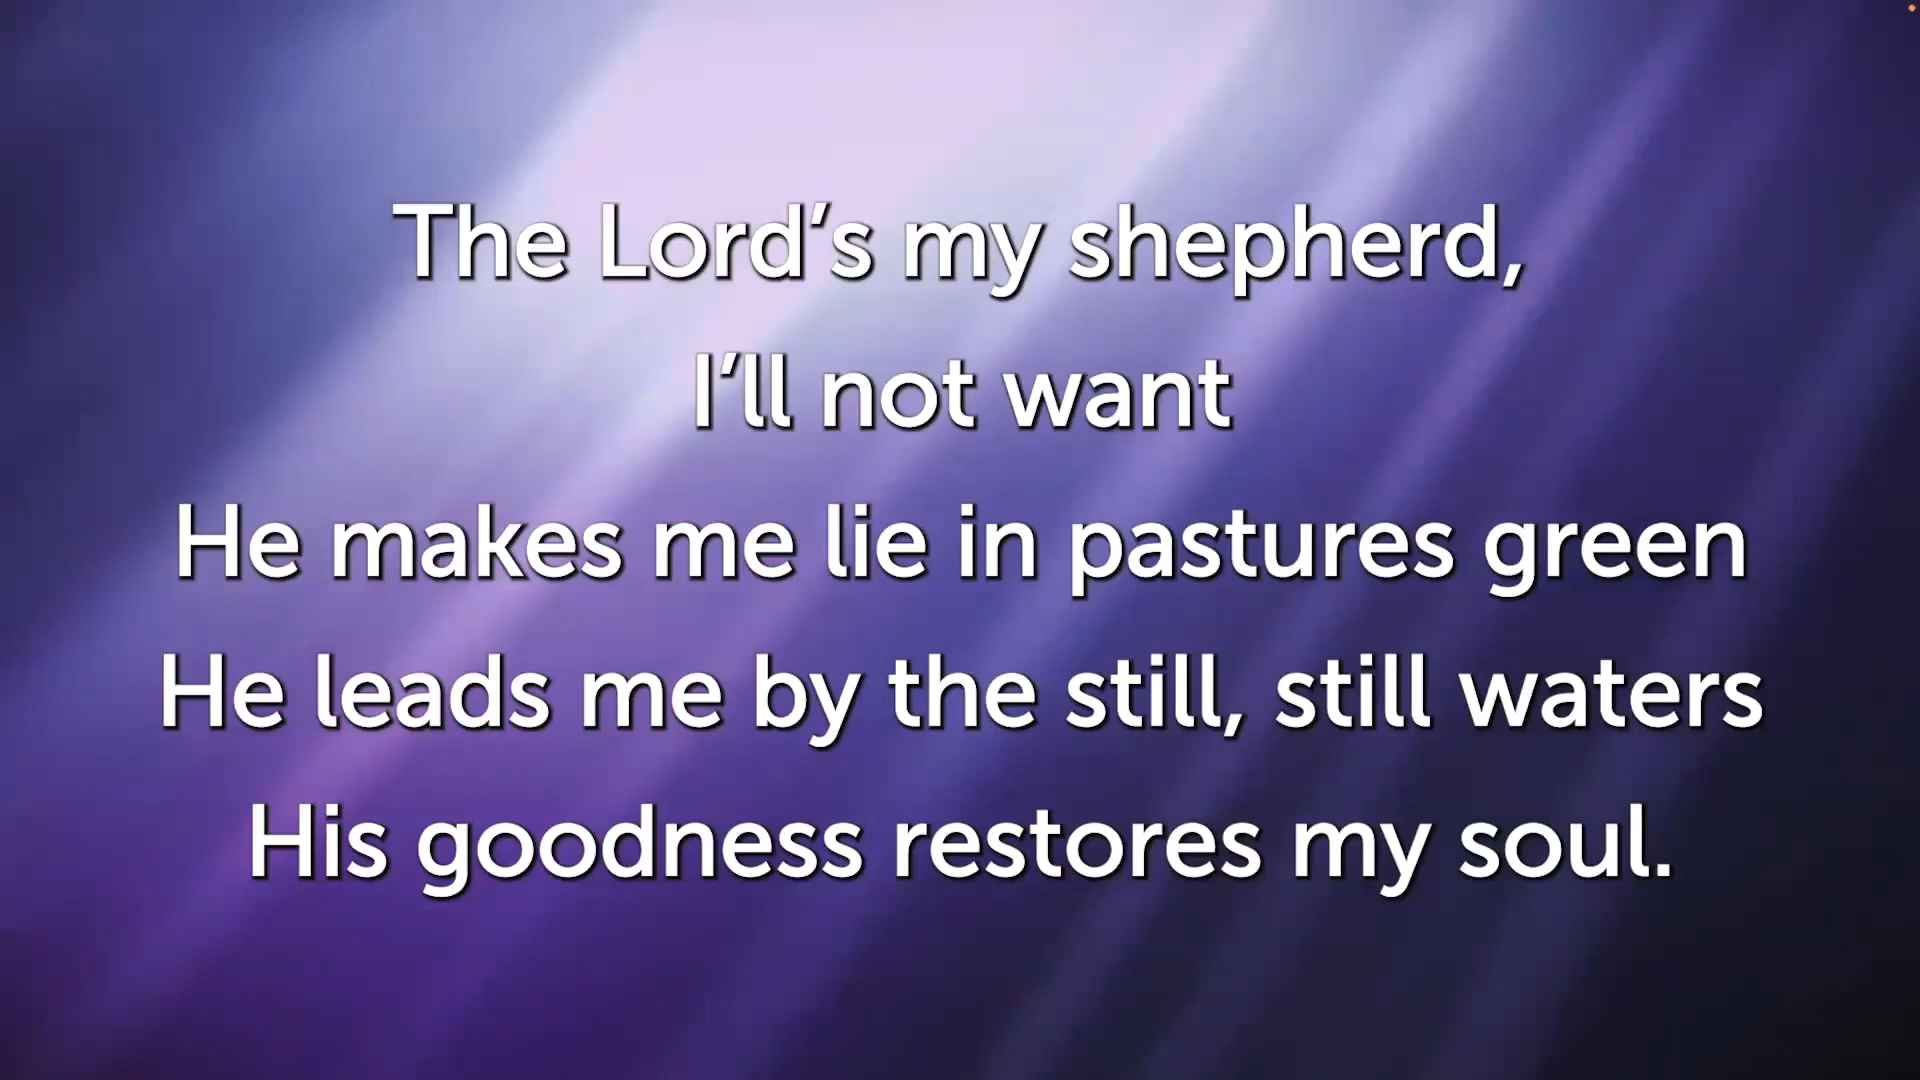 The Lord’s my shepherd,
I’ll not want
He makes me lie in pastures green
He leads me by the still, still waters
His goodness restores my soul.